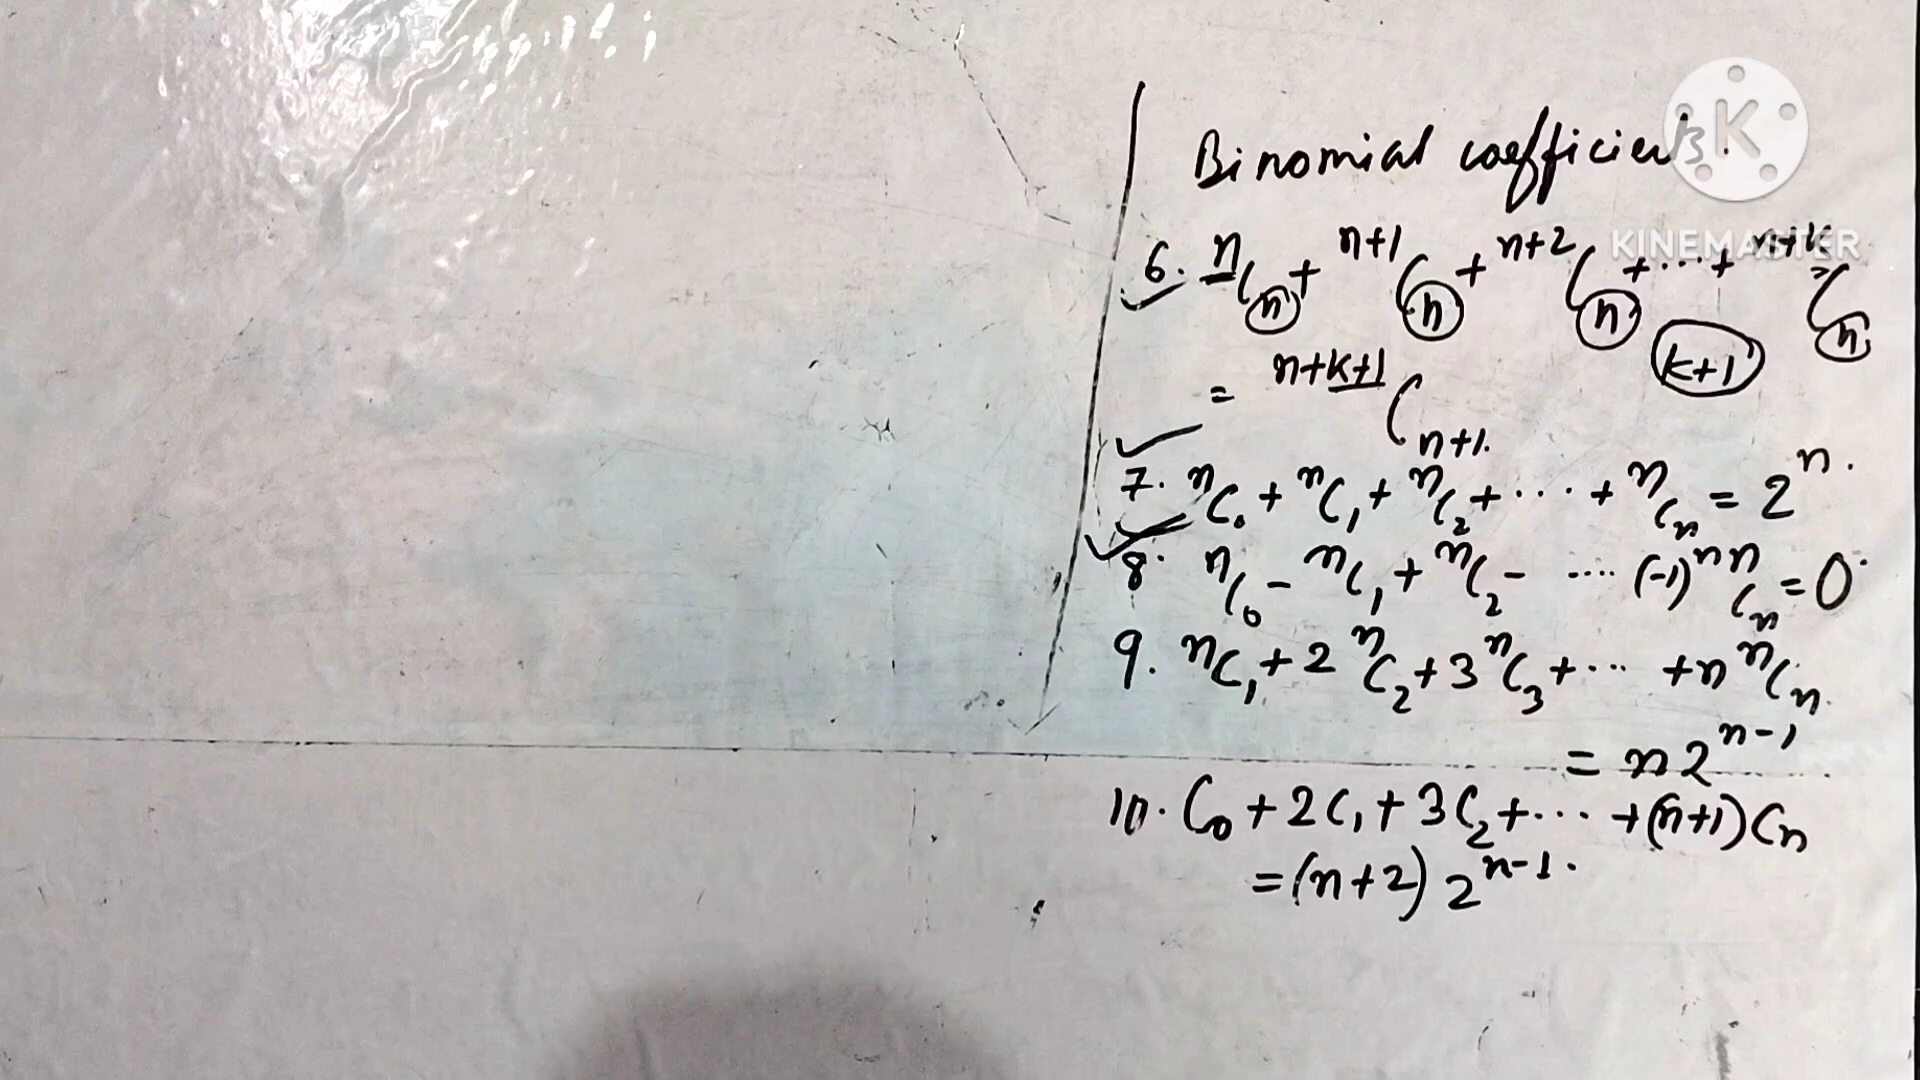 Binomial coefficients.
6. ⁿCₙ + ⁿ⁺¹Cₙ + ⁿ⁺²Cₙ + ... + ⁿ⁺ᵏCₙ
k+1
= ⁿ⁺ᵏ⁺¹Cₙ₊₁.
7. ⁿC₀ + ⁿC₁ + ⁿC₂ + .... + ⁿCₙ = 2ⁿ.
8. ⁿC₀ - ⁿC₁ + ⁿC₂ - .... (-1)ⁿ ⁿCₙ = 0
9. ⁿC₁ + 2 ⁿC₂ + 3 ⁿC₃ + .... + n ⁿCₙ.
= n 2ⁿ⁻¹
10. C₀ + 2C₁ + 3C₂ + .... + (n+1) Cₙ
= (n+2) 2ⁿ⁻¹.
K
KINEMASTER